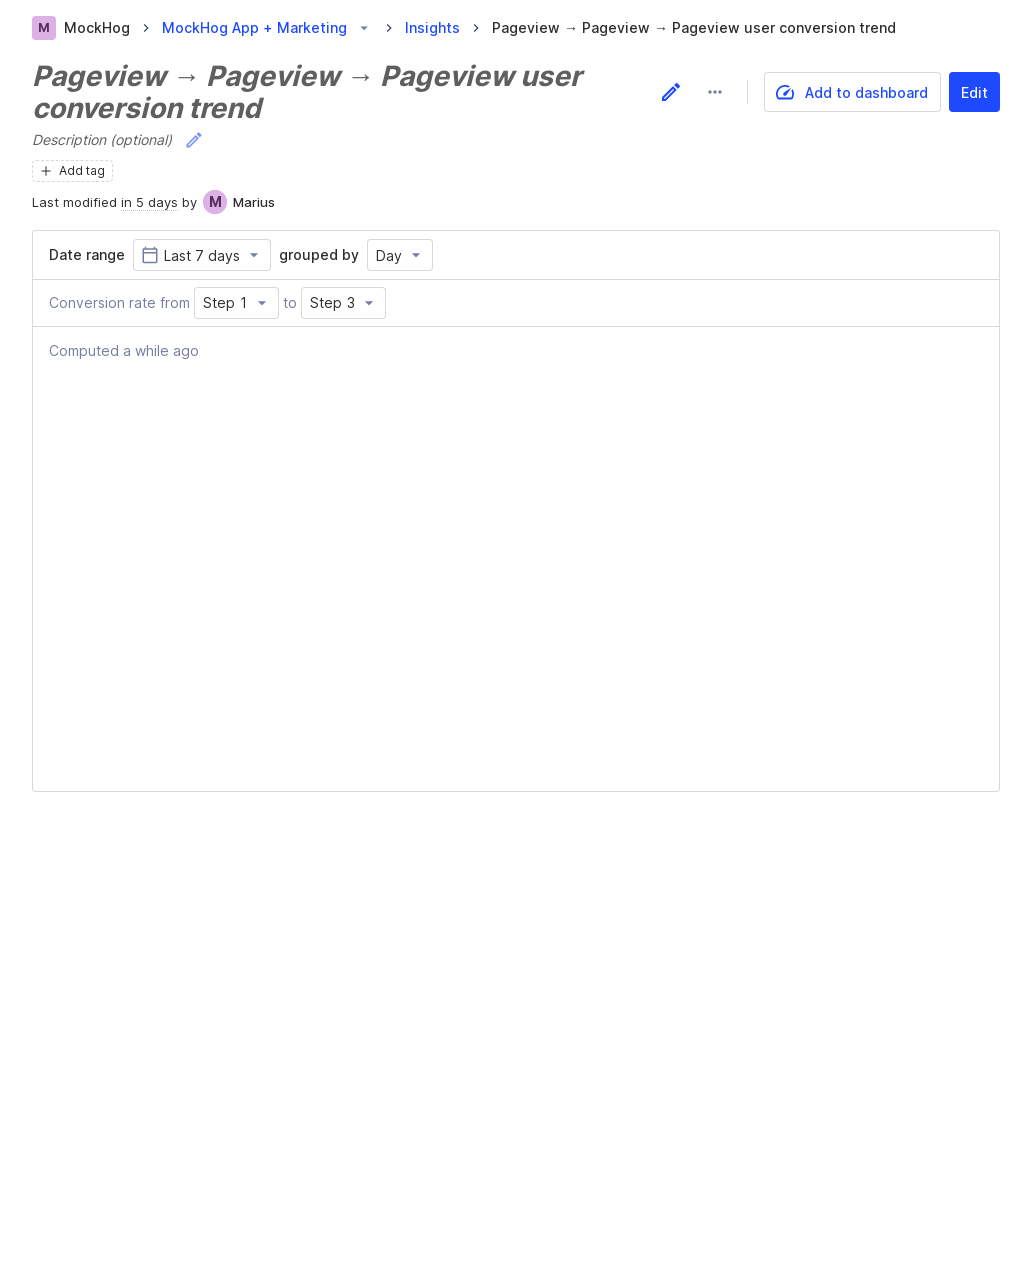 M MockHog MockHog App + Marketing Insights Pageview → Pageview → Pageview user conversion trend
Pageview → Pageview → Pageview user
conversion trend
Add to dashboard Edit
Description (optional)
Add tag
Last modified in 5 days by M Marius
Date range Last 7 days grouped by Day
Conversion rate from Step 1 to Step 3
Computed a while ago